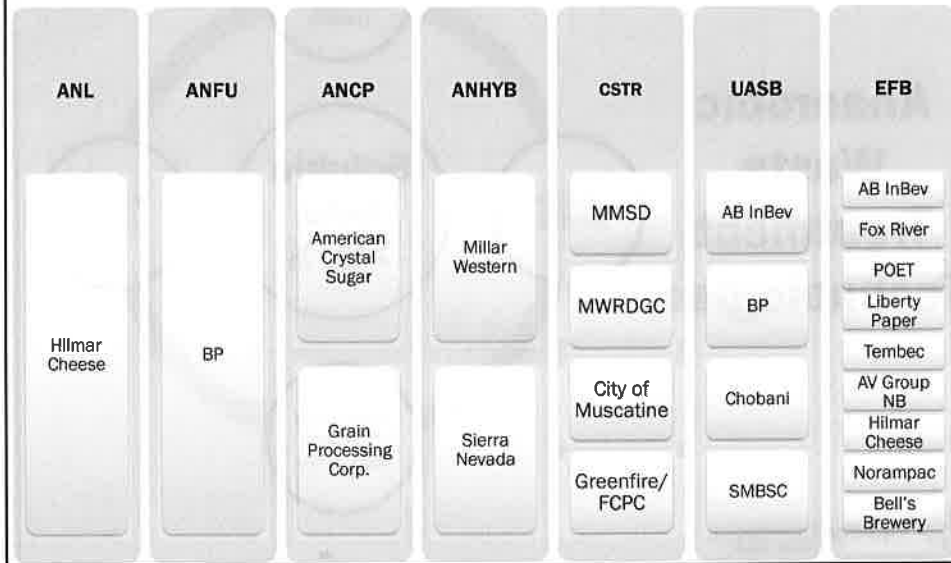 ANL
ANFU
ANCP
ANHYB
CSTR
UASB
EFB
Hilmar
Cheese
BP
American
Crystal
Sugar
Grain
Processing
Corp.
Millar
Western
Sierra
Nevada
MMSD
MWRDGC
City of
Muscatine
Greenfire/
FCPC
AB InBev
BP
Chobani
SMBSC
AB InBev
Fox River
POET
Liberty
Paper
Tembec
AV Group
NB
Hilmar
Cheese
Norampac
Bell's
Brewery